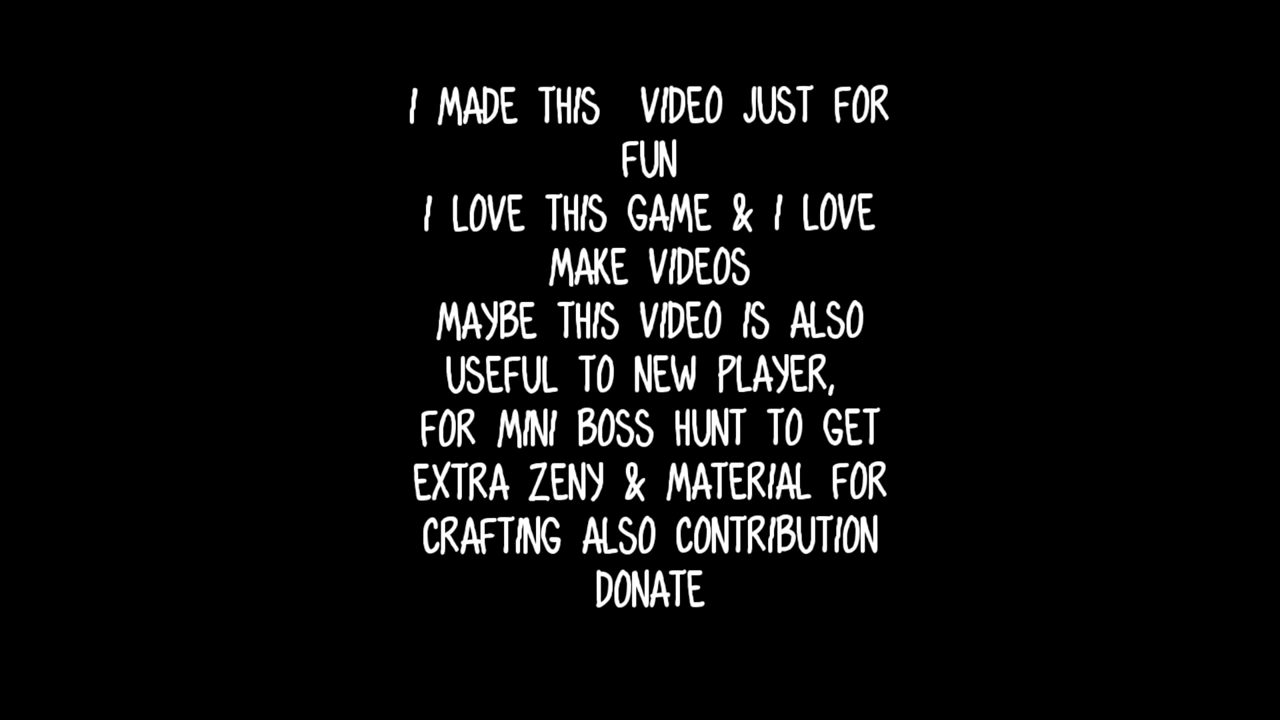 I MADE THIS VIDEO JUST FOR
FUN
I LOVE THIS GAME & I LOVE
MAKE VIDEOS
MAYBE THIS VIDEO IS ALSO
USEFUL TO NEW PLAYER,
FOR MINI BOSS HUNT TO GET
EXTRA ZENY & MATERIAL FOR
CRAFTING ALSO CONTRIBUTION
DONATE